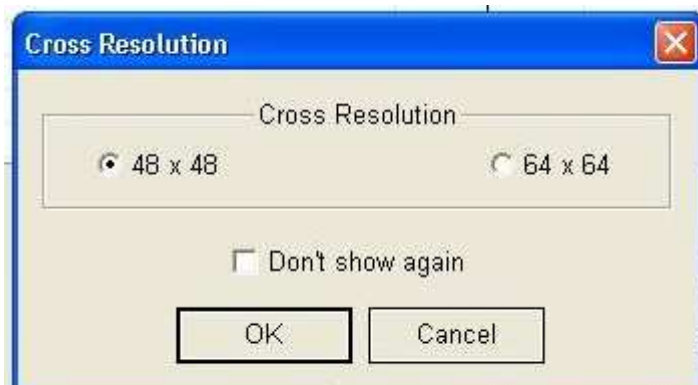 Cross Resolution
Cross Resolution
48 x 48 64 x 64
Don't show again
OK Cancel